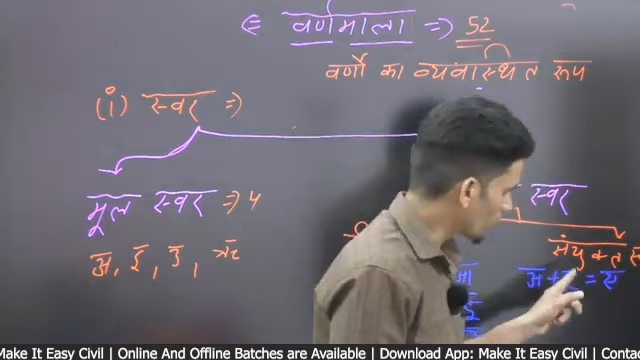 वर्णमाला => 52
वर्णों का व्यवस्थित रूप
(i) स्वर =>
मूल स्वर => 4
स्वर
अ, इ, उ, ऋ
संयुक्त
अ + = ए
Make It Easy Civil | Online And Offline Batches are Available | Download App: Make It Easy Civil | Conta